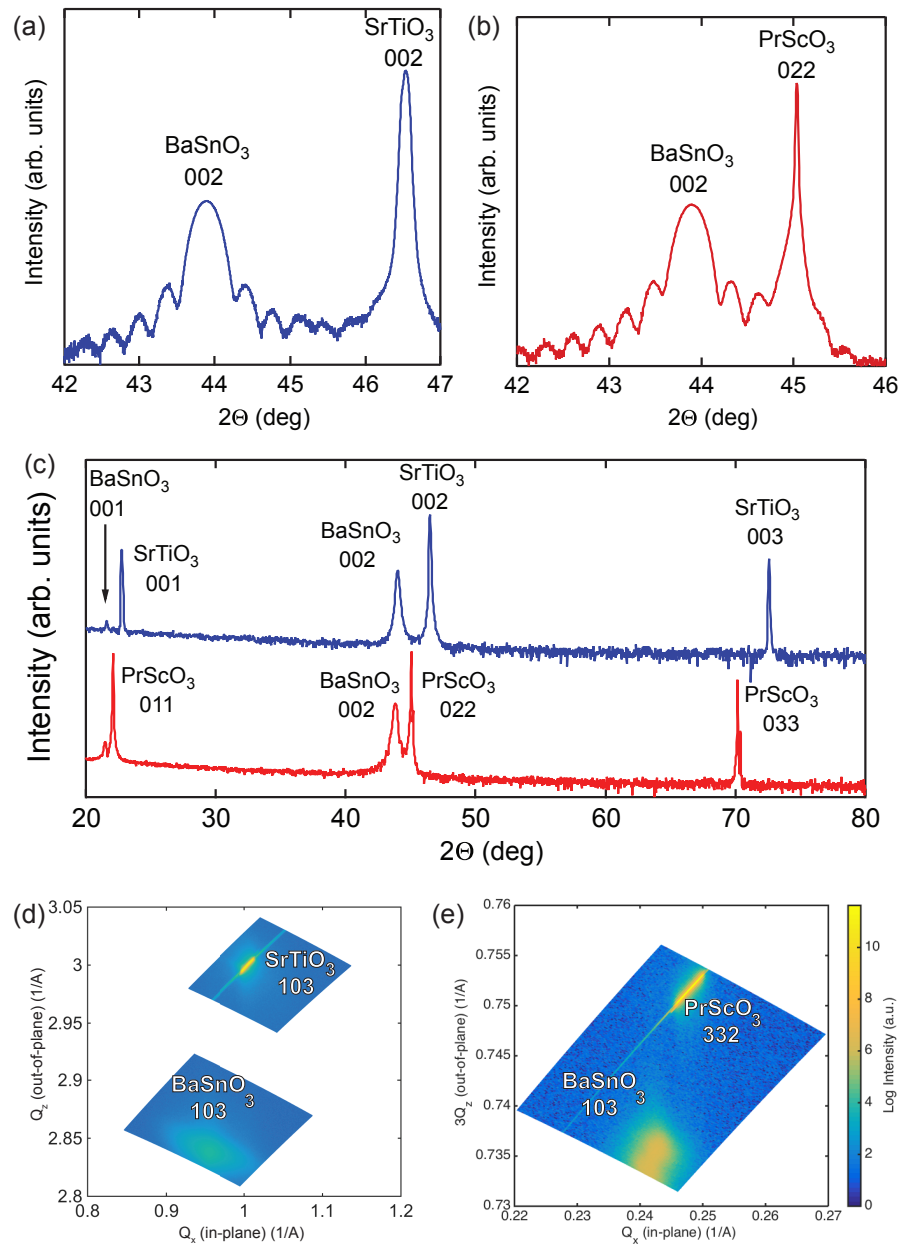 (a)
SrTiO3
002
BaSnO3
002
Intensity (arb. units)
42 43 44 45 46 47
2Θ (deg)
(b)
PrScO3
022
BaSnO3
002
Intensity (arb. units)
42 43 44 45 46
2Θ (deg)
(c)
BaSnO3
001
SrTiO3
001
BaSnO3
002
SrTiO3
002
SrTiO3
003
PrScO3
011
BaSnO3
002
PrScO3
022
PrScO3
033
Intensity (arb. units)
20 30 40 50 60 70 80
2Θ (deg)
(d)
3.05
3
2.95
2.9
2.85
2.8
Q_z (out-of-plane) (1/A)
SrTiO3
103
BaSnO3
103
0.8 0.9 1 1.1 1.2
Q_x (in-plane) (1/A)
(e)
0.76
0.755
0.75
0.745
0.74
0.735
0.73
3Q_z (out-of-plane) (1/A)
PrScO3
332
BaSnO3
103
0.22 0.23 0.24 0.25 0.26 0.27
Q_x (in-plane) (1/A)
10
8
6
4
2
0
Log Intensity (a.u.)